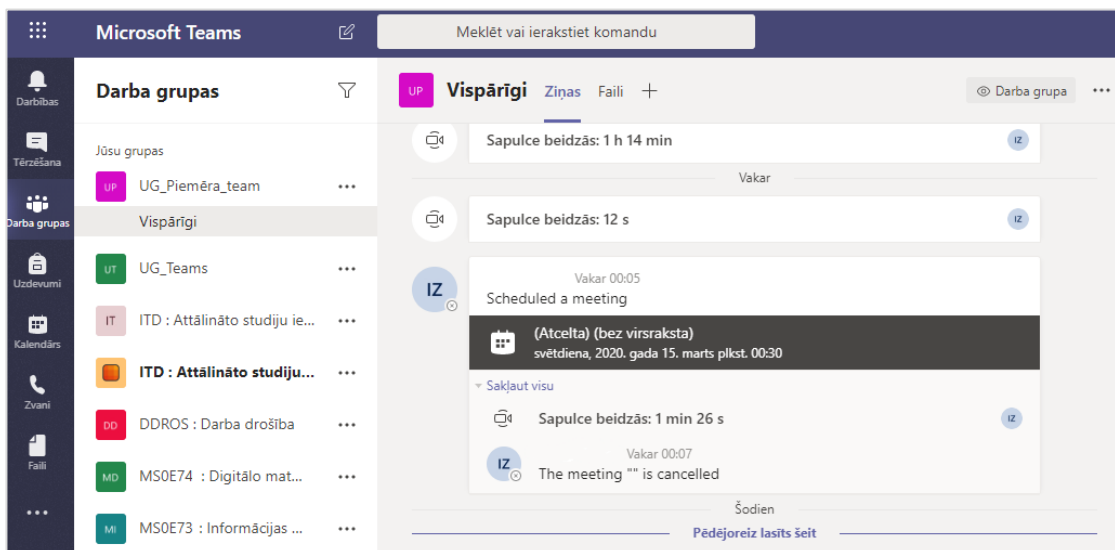 Microsoft Teams
Meklēt vai ierakstiet komandu
Darbības
Tērzēšana
Darba grupas
Uzdevumi
Kalendārs
Zvani
Faili
Darba grupas
Jūsu grupas
UP UG_Piemēra_team
Vispārīgi
UT UG_Teams
IT ITD : Attālināto studiju ie...
ITD : Attālināto studiju...
DD DDROS : Darba drošība
MD MS0E74 : Digitālo mat...
MI MS0E73 : Informācijas ...
UP Vispārīgi Ziņas Faili
Darba grupa
Sapulce beidzās: 1 h 14 min IZ
Vakar
Sapulce beidzās: 12 s IZ
IZ
Vakar 00:05
Scheduled a meeting
(Atcelta) (bez virsraksta)
svētdiena, 2020. gada 15. marts plkst. 00:30
Sakļaut visu
Sapulce beidzās: 1 min 26 s IZ
IZ
Vakar 00:07
The meeting "" is cancelled
Šodien
Pēdējoreiz lasīts šeit